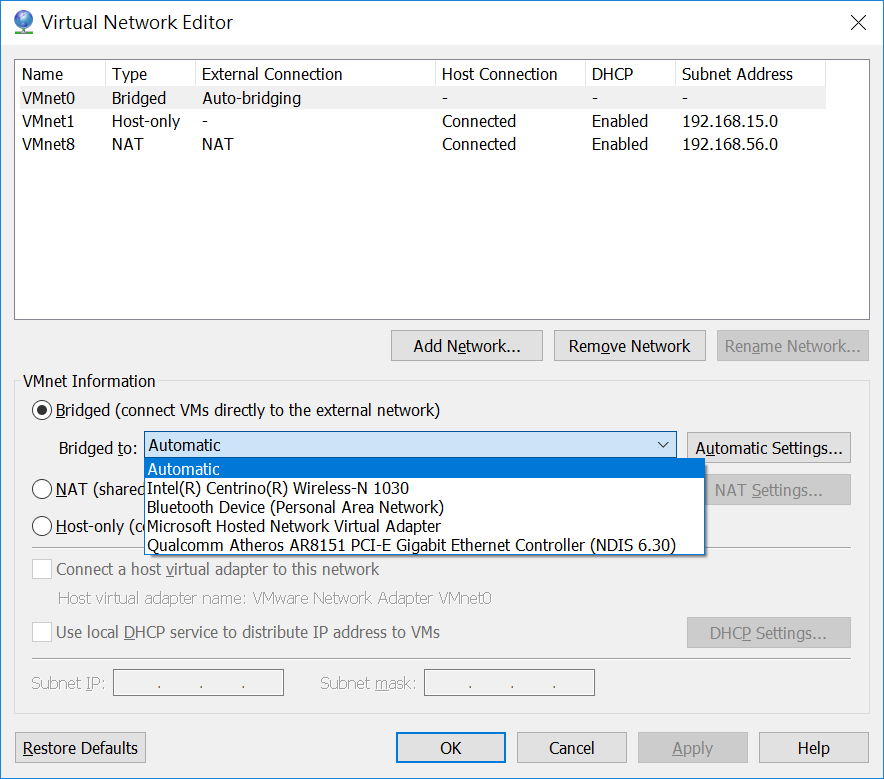 Virtual Network Editor
Name Type External Connection Host Connection DHCP Subnet Address
VMnet0 Bridged Auto-bridging - - -
VMnet1 Host-only - Connected Enabled 192.168.15.0
VMnet8 NAT NAT Connected Enabled 192.168.56.0
Add Network... Remove Network Rename Network...
VMnet Information
Bridged (connect VMs directly to the external network)
Bridged to: Automatic Automatic Settings...
Automatic
NAT (shared Intel(R) Centrino(R) Wireless-N 1030 NAT Settings...
Bluetooth Device (Personal Area Network)
Host-only (c Microsoft Hosted Network Virtual Adapter
Qualcomm Atheros AR8151 PCI-E Gigabit Ethernet Controller (NDIS 6.30)
Connect a host virtual adapter to this network
Host virtual adapter name: VMware Network Adapter VMnet0
Use local DHCP service to distribute IP address to VMs DHCP Settings...
Subnet IP: . . . Subnet mask: . . .
Restore Defaults OK Cancel Apply Help